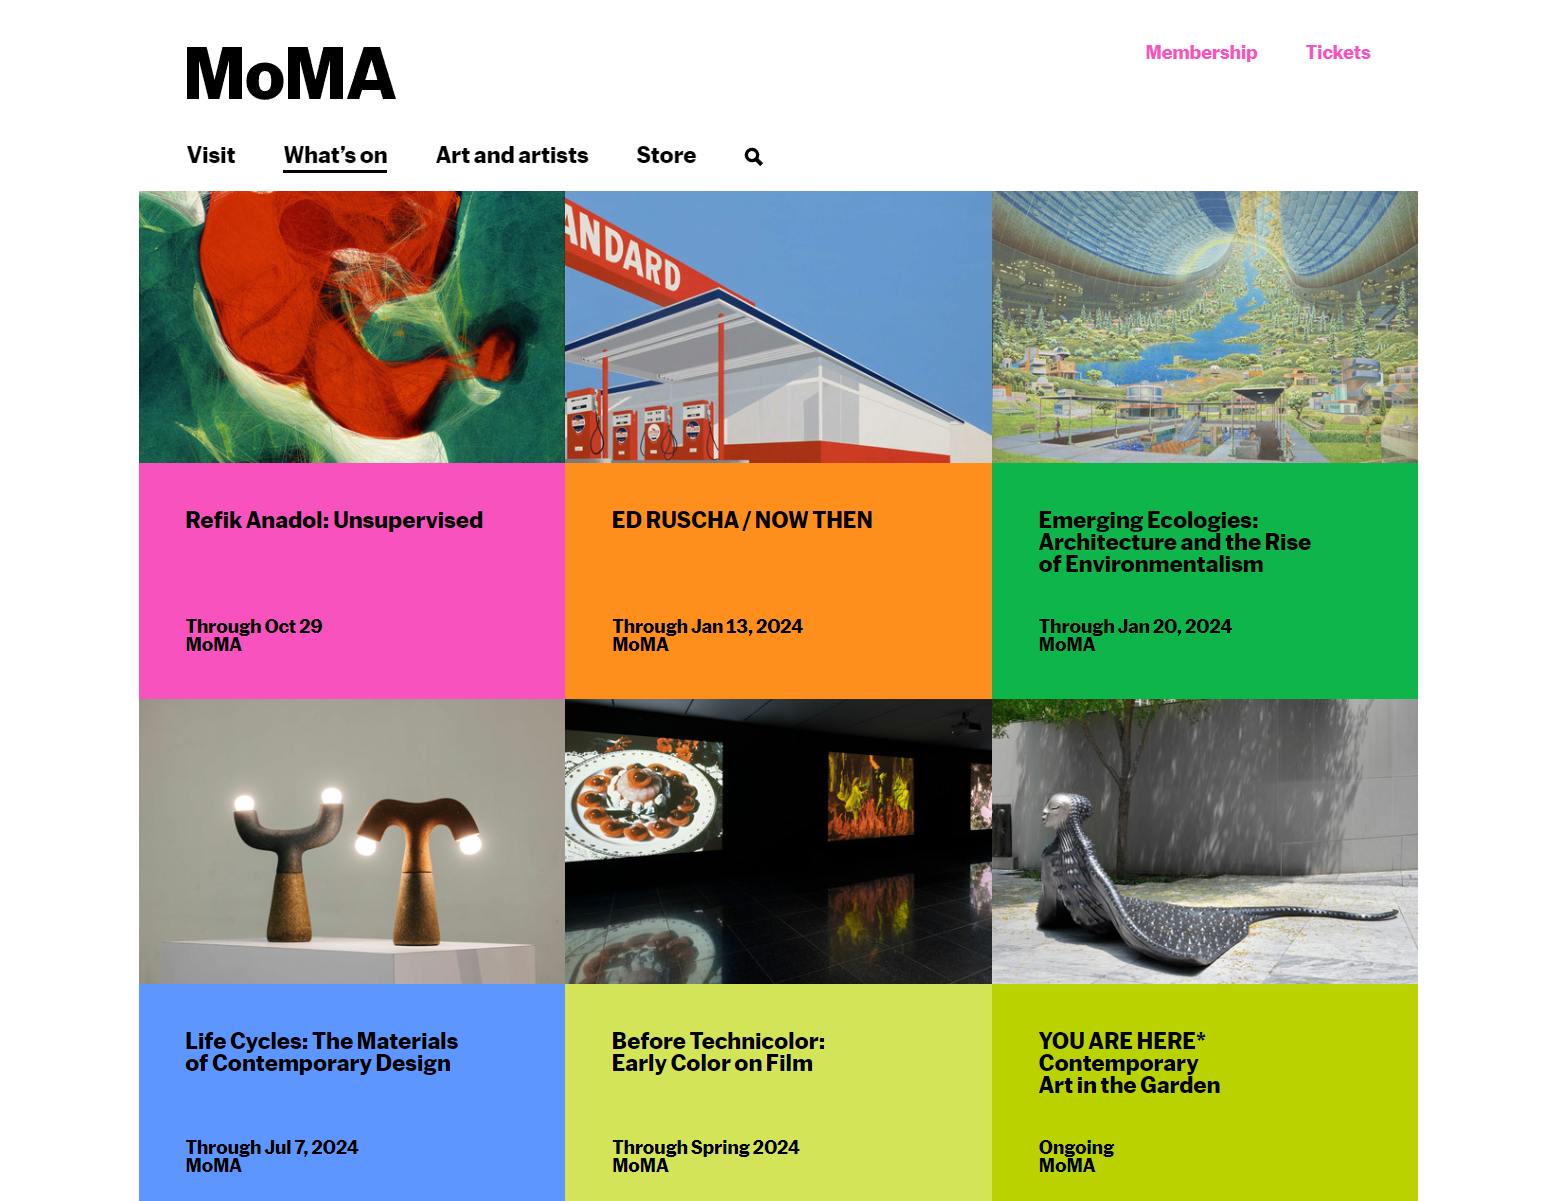 MoMA
Membership
Tickets
Visit
What’s on
Art and artists
Store
ANDARD
Refik Anadol: Unsupervised
Through Oct 29
MoMA
ED RUSCHA / NOW THEN
Through Jan 13, 2024
MoMA
Emerging Ecologies:
Architecture and the Rise
of Environmentalism
Through Jan 20, 2024
MoMA
Life Cycles: The Materials
of Contemporary Design
Through Jul 7, 2024
MoMA
Before Technicolor:
Early Color on Film
Through Spring 2024
MoMA
YOU ARE HERE*
Contemporary
Art in the Garden
Ongoing
MoMA